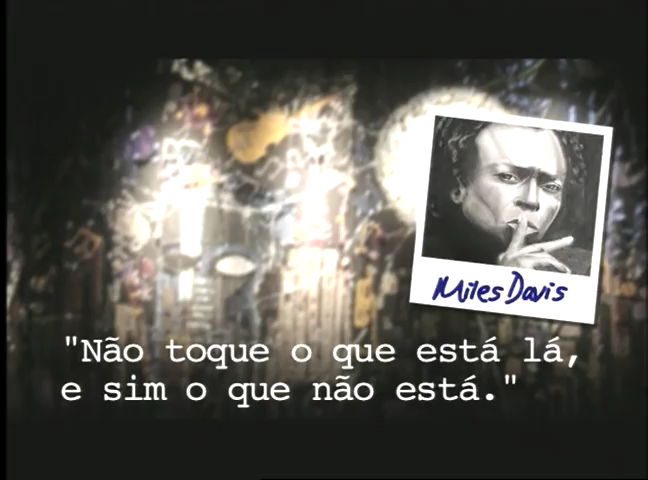 Miles Davis
"Não toque o que está lá,
e sim o que não está."